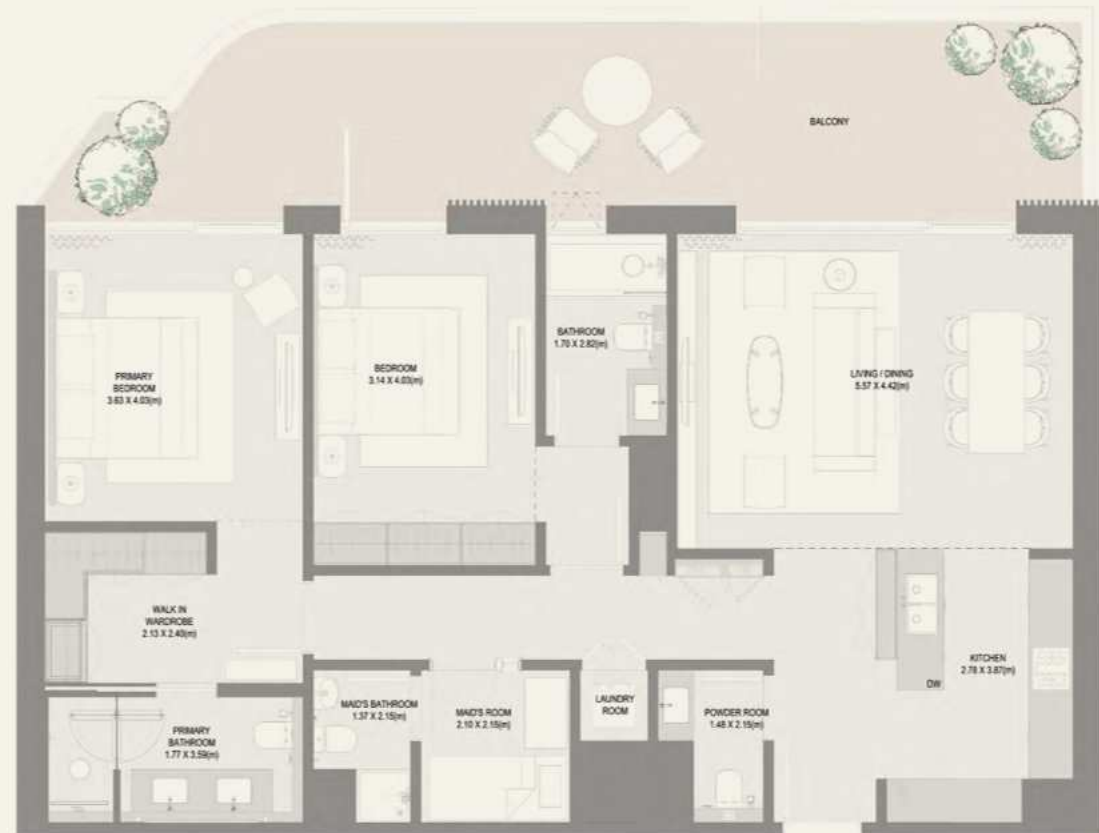 BALCONY
PRIMARY
BEDROOM
3.63 X 4.03(m)
BEDROOM
3.14 X 4.03(m)
BATHROOM
1.70 X 2.82(m)
LIVING / DINING
5.57 X 4.42(m)
WALK IN
WARDROBE
2.13 X 2.40(m)
KITCHEN
2.78 X 3.87(m)
DW
MAID'S BATHROOM
1.37 X 2.15(m)
MAID'S ROOM
2.10 X 2.15(m)
LAUNDRY
ROOM
POWDER ROOM
1.48 X 2.15(m)
PRIMARY
BATHROOM
1.77 X 3.59(m)